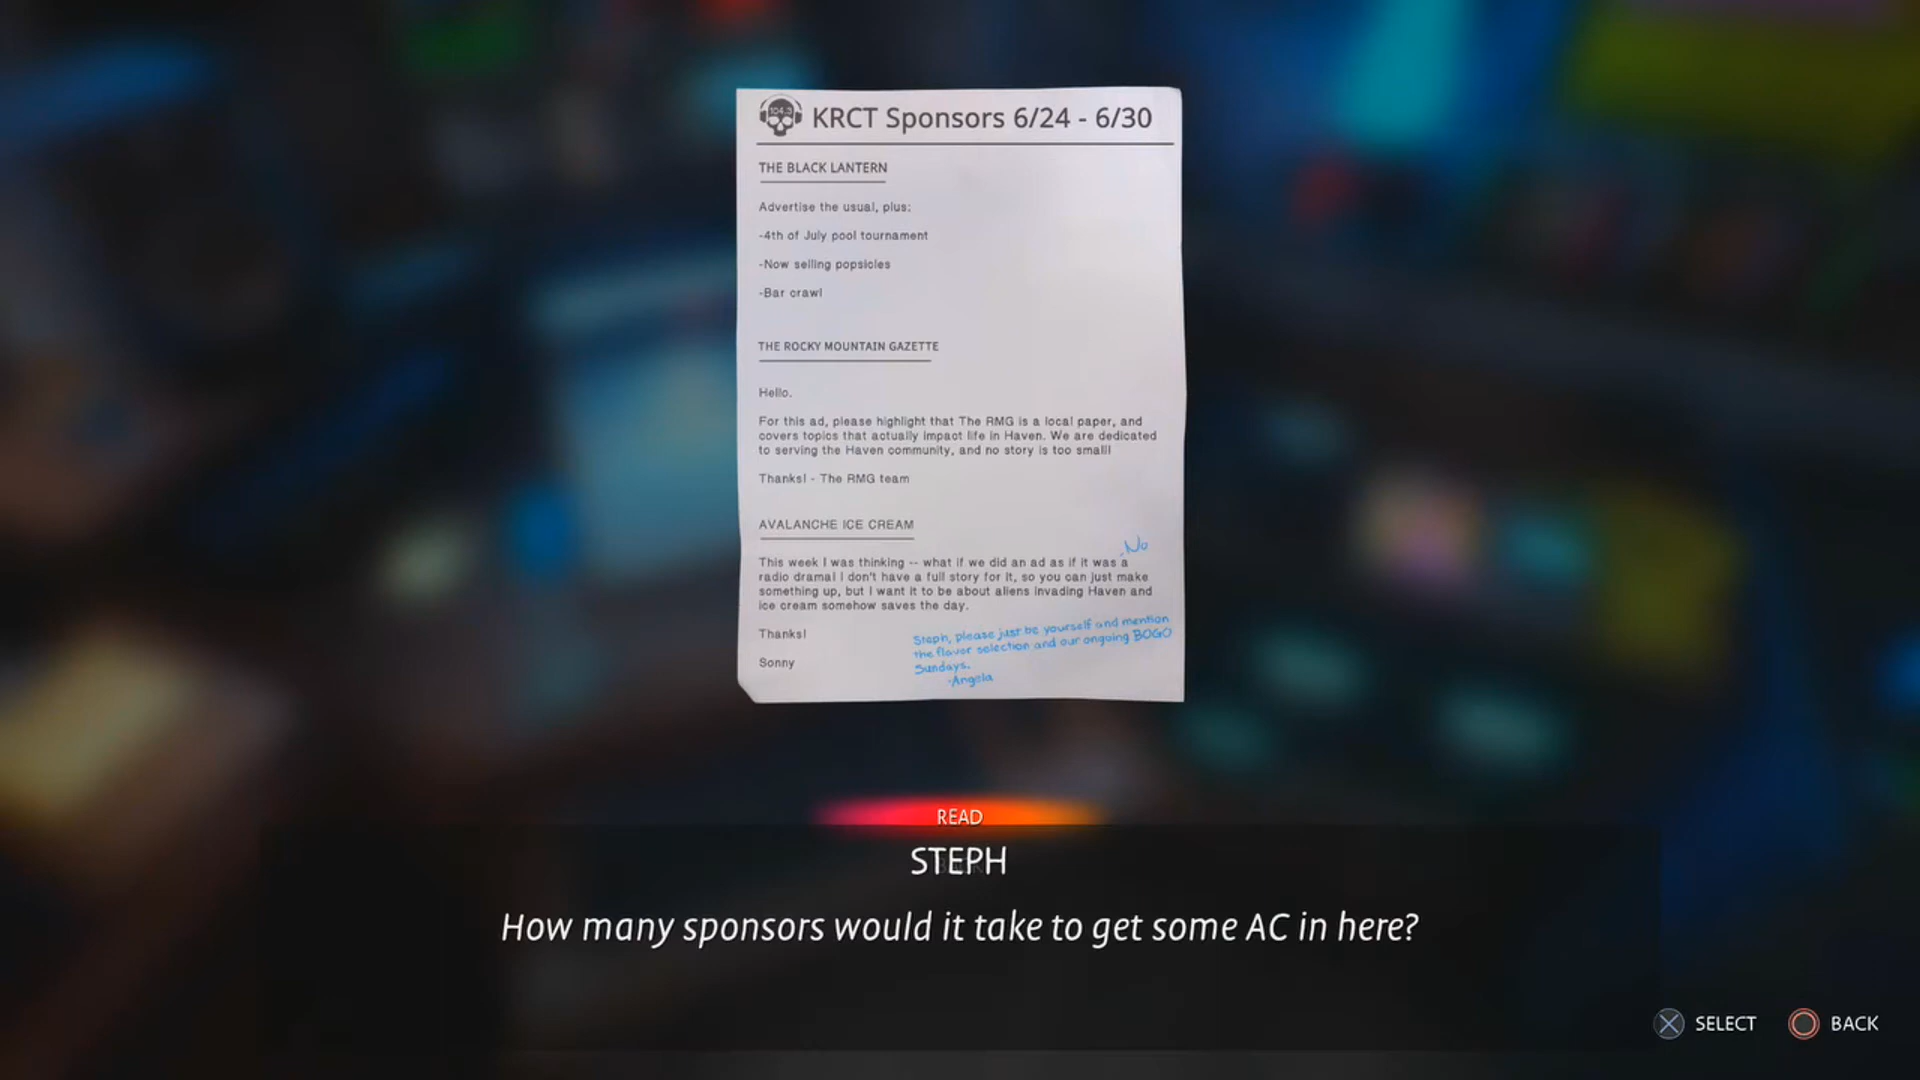 104.3
KRCT Sponsors 6/24 - 6/30
THE BLACK LANTERN
Advertise the usual, plus:
-4th of July pool tournament
-Now selling popsicles
-Bar crawl
THE ROCKY MOUNTAIN GAZETTE
Hello.
For this ad, please highlight that The RMG is a local paper, and
covers topics that actually impact life in Haven. We are dedicated
to serving the Haven community, and no story is too small!
Thanks! - The RMG team
AVALANCHE ICE CREAM
No
This week I was thinking -- what if we did an ad as if it was a
radio drama! I don't have a full story for it, so you can just make
something up, but I want it to be about aliens invading Haven and
ice cream somehow saves the day.
Thanks!
Sonny
Steph, please just be yourself and mention
the flavor selection and our ongoing BOGO
Sundays.
-Angela
READ
STEPH
How many sponsors would it take to get some AC in here?
SELECT
BACK